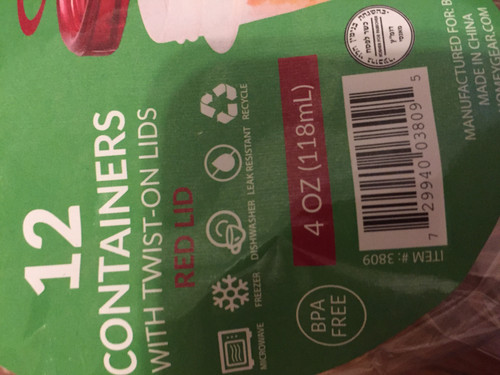 12
CONTAINERS
WITH TWIST-ON LIDS
RED LID
MICROWAVE
FREEZER
DISHWASHER
LEAK RESISTANT
RECYCLE
4 OZ (118mL)
BPA
FREE
ITEM #: 3809
7 29940 03809 5
MANUFACTURED FOR: B
MADE IN CHINA